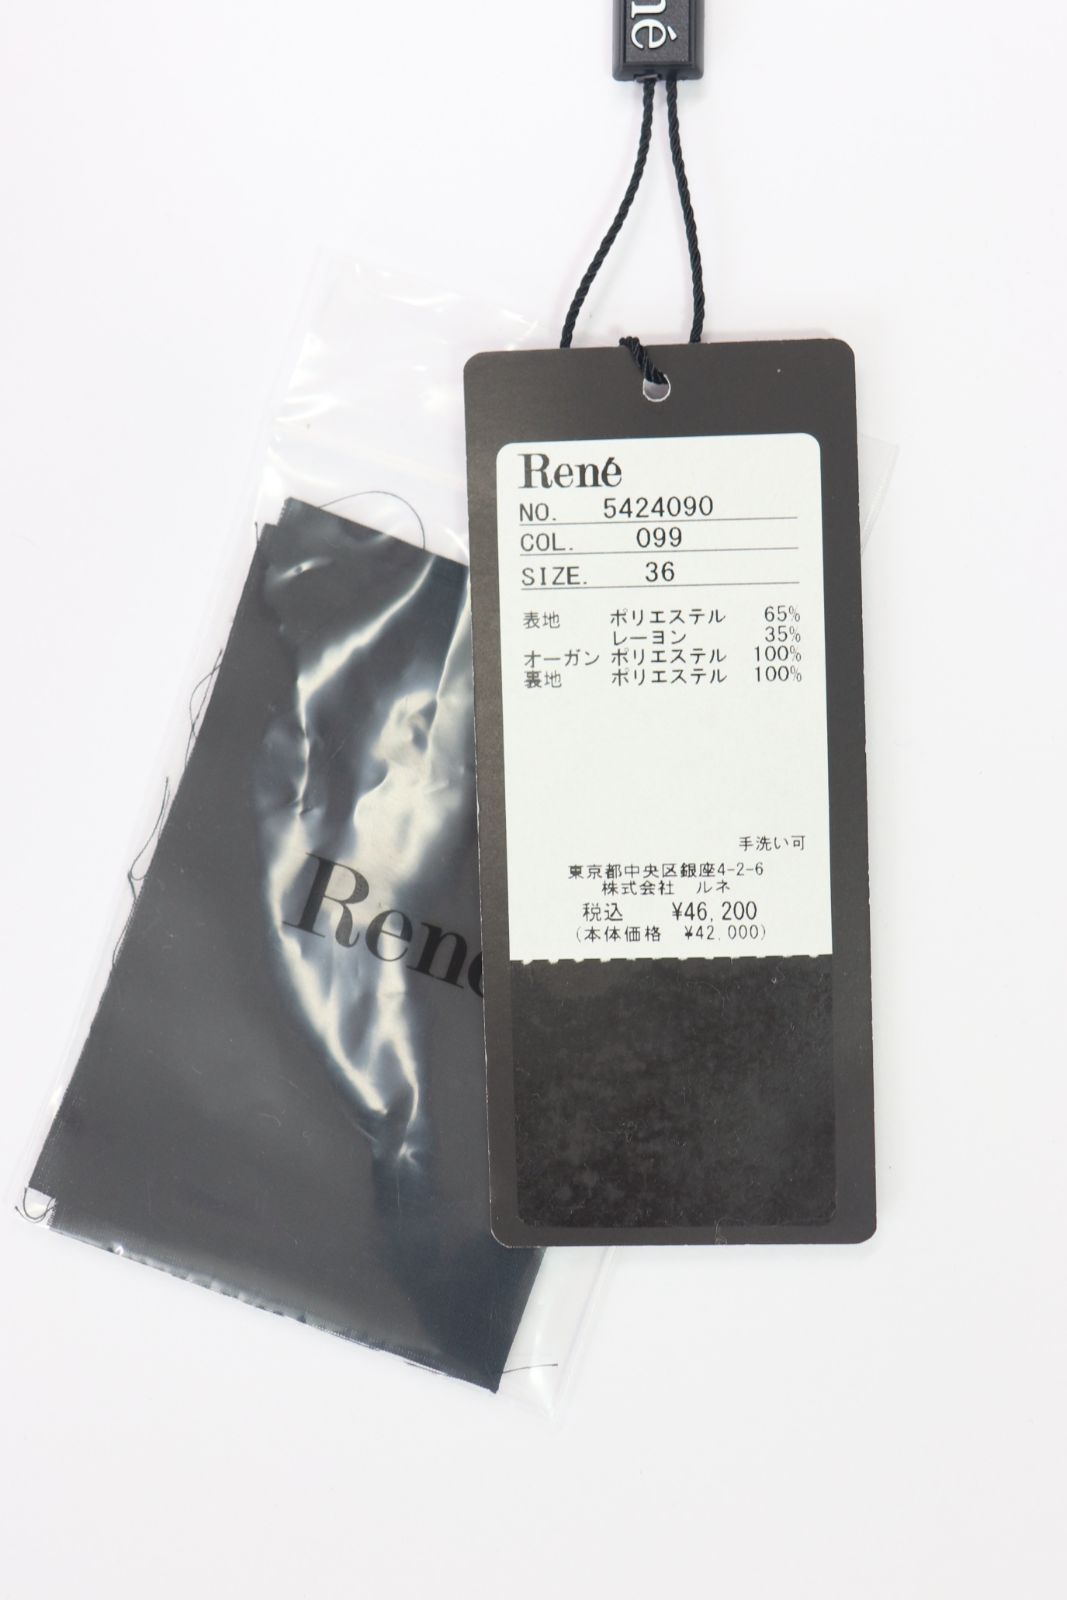 né
René
NO. 5424090
COL. 099
SIZE. 36
表地 ポリエステル 65%
レーヨン 35%
オーガン ポリエステル 100%
裏地 ポリエステル 100%
手洗い可
東京都中央区銀座4-2-6
株式会社 ルネ
税込 ¥46,200
(本体価格 ¥42,000)
René